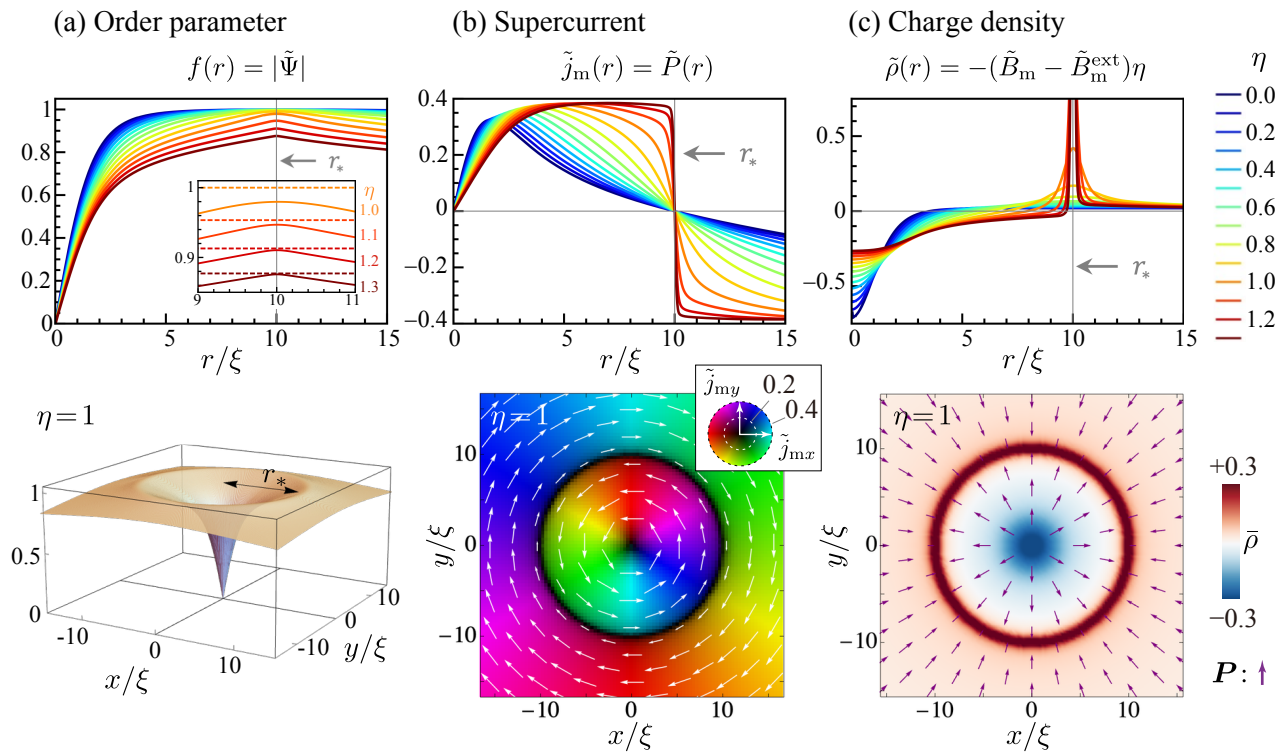 (a) Order parameter
f(r) = |Ψ̃|
1
0.8
0.6
0.4
0.2
0
0 5 10 15
r/ξ
r*
η
1
1.0
1.1
0.9
1.2
1.3
9 10 11
(b) Supercurrent
j̃m(r) = P̃(r)
0.4
0.2
0
−0.2
−0.4
0 5 10 15
r/ξ
r*
(c) Charge density
ρ̃(r) = −(B̃m − B̃m^ext)η
0.5
0
−0.5
0 5 10 15
r/ξ
r*
η
0.0
0.2
0.4
0.6
0.8
1.0
1.2
η=1
r*
1
0.5
0
−10
0
10
x/ξ
−10
0
10
y/ξ
η=1
j̃my
0.2
0.4
j̃mx
10
0
−10
y/ξ
−10 0 10
x/ξ
η=1
10
0
−10
y/ξ
−10 0 10
x/ξ
+0.3
ρ̄
−0.3
P: